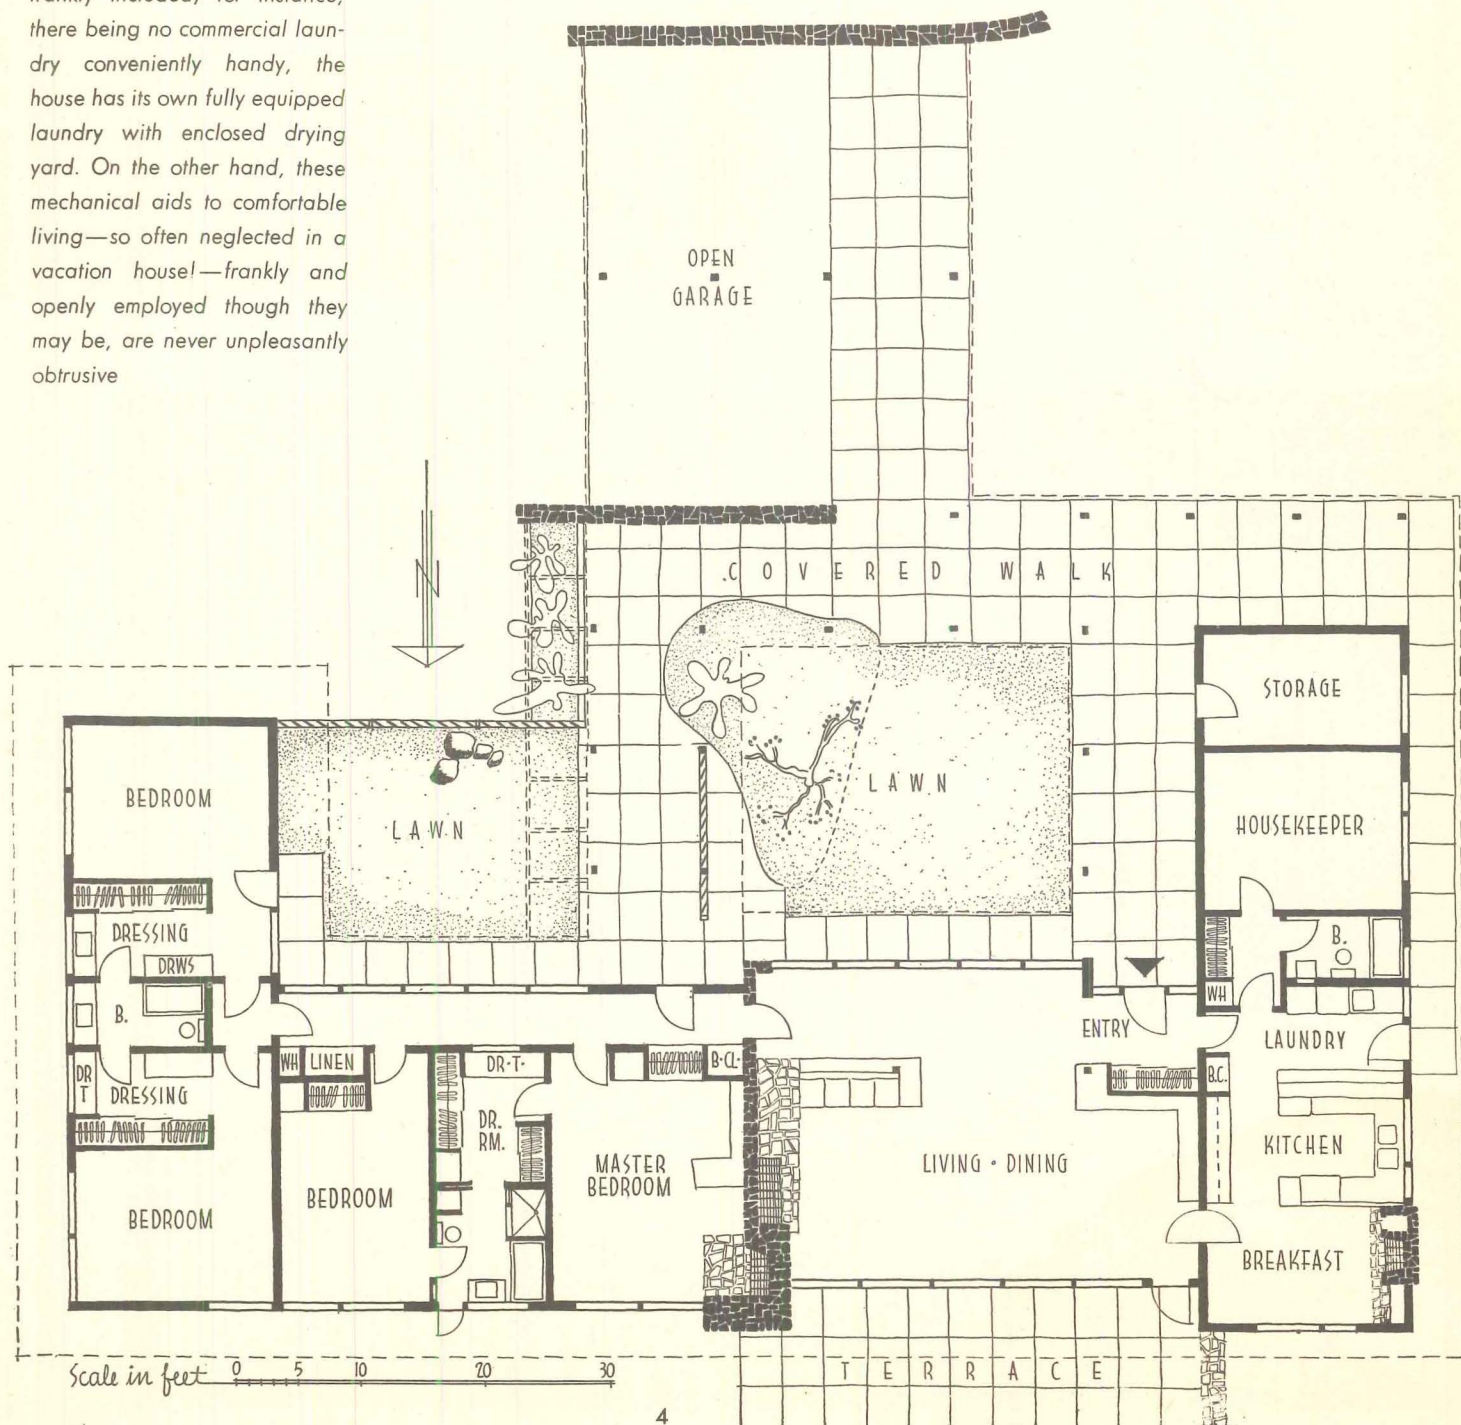 frankly included; for instance,
there being no commercial laun-
dry conveniently handy, the
house has its own fully equipped
laundry with enclosed drying
yard. On the other hand, these
mechanical aids to comfortable
living—so often neglected in a
vacation house!—frankly and
openly employed though they
may be, are never unpleasantly
obtrusive
OPEN
GARAGE
N
COVERED WALK
STORAGE
BEDROOM
LAWN
LAWN
HOUSEKEEPER
DRESSING
DRWS
B.
B.
WH
ENTRY
LAUNDRY
WH
LINEN
DR·T·
B·CL·
B.C.
DR
T
DRESSING
DR.
RM.
KITCHEN
MASTER
BEDROOM
LIVING · DINING
BEDROOM
BEDROOM
BREAKFAST
TERRACE
Scale in feet 0 5 10 20 30
4